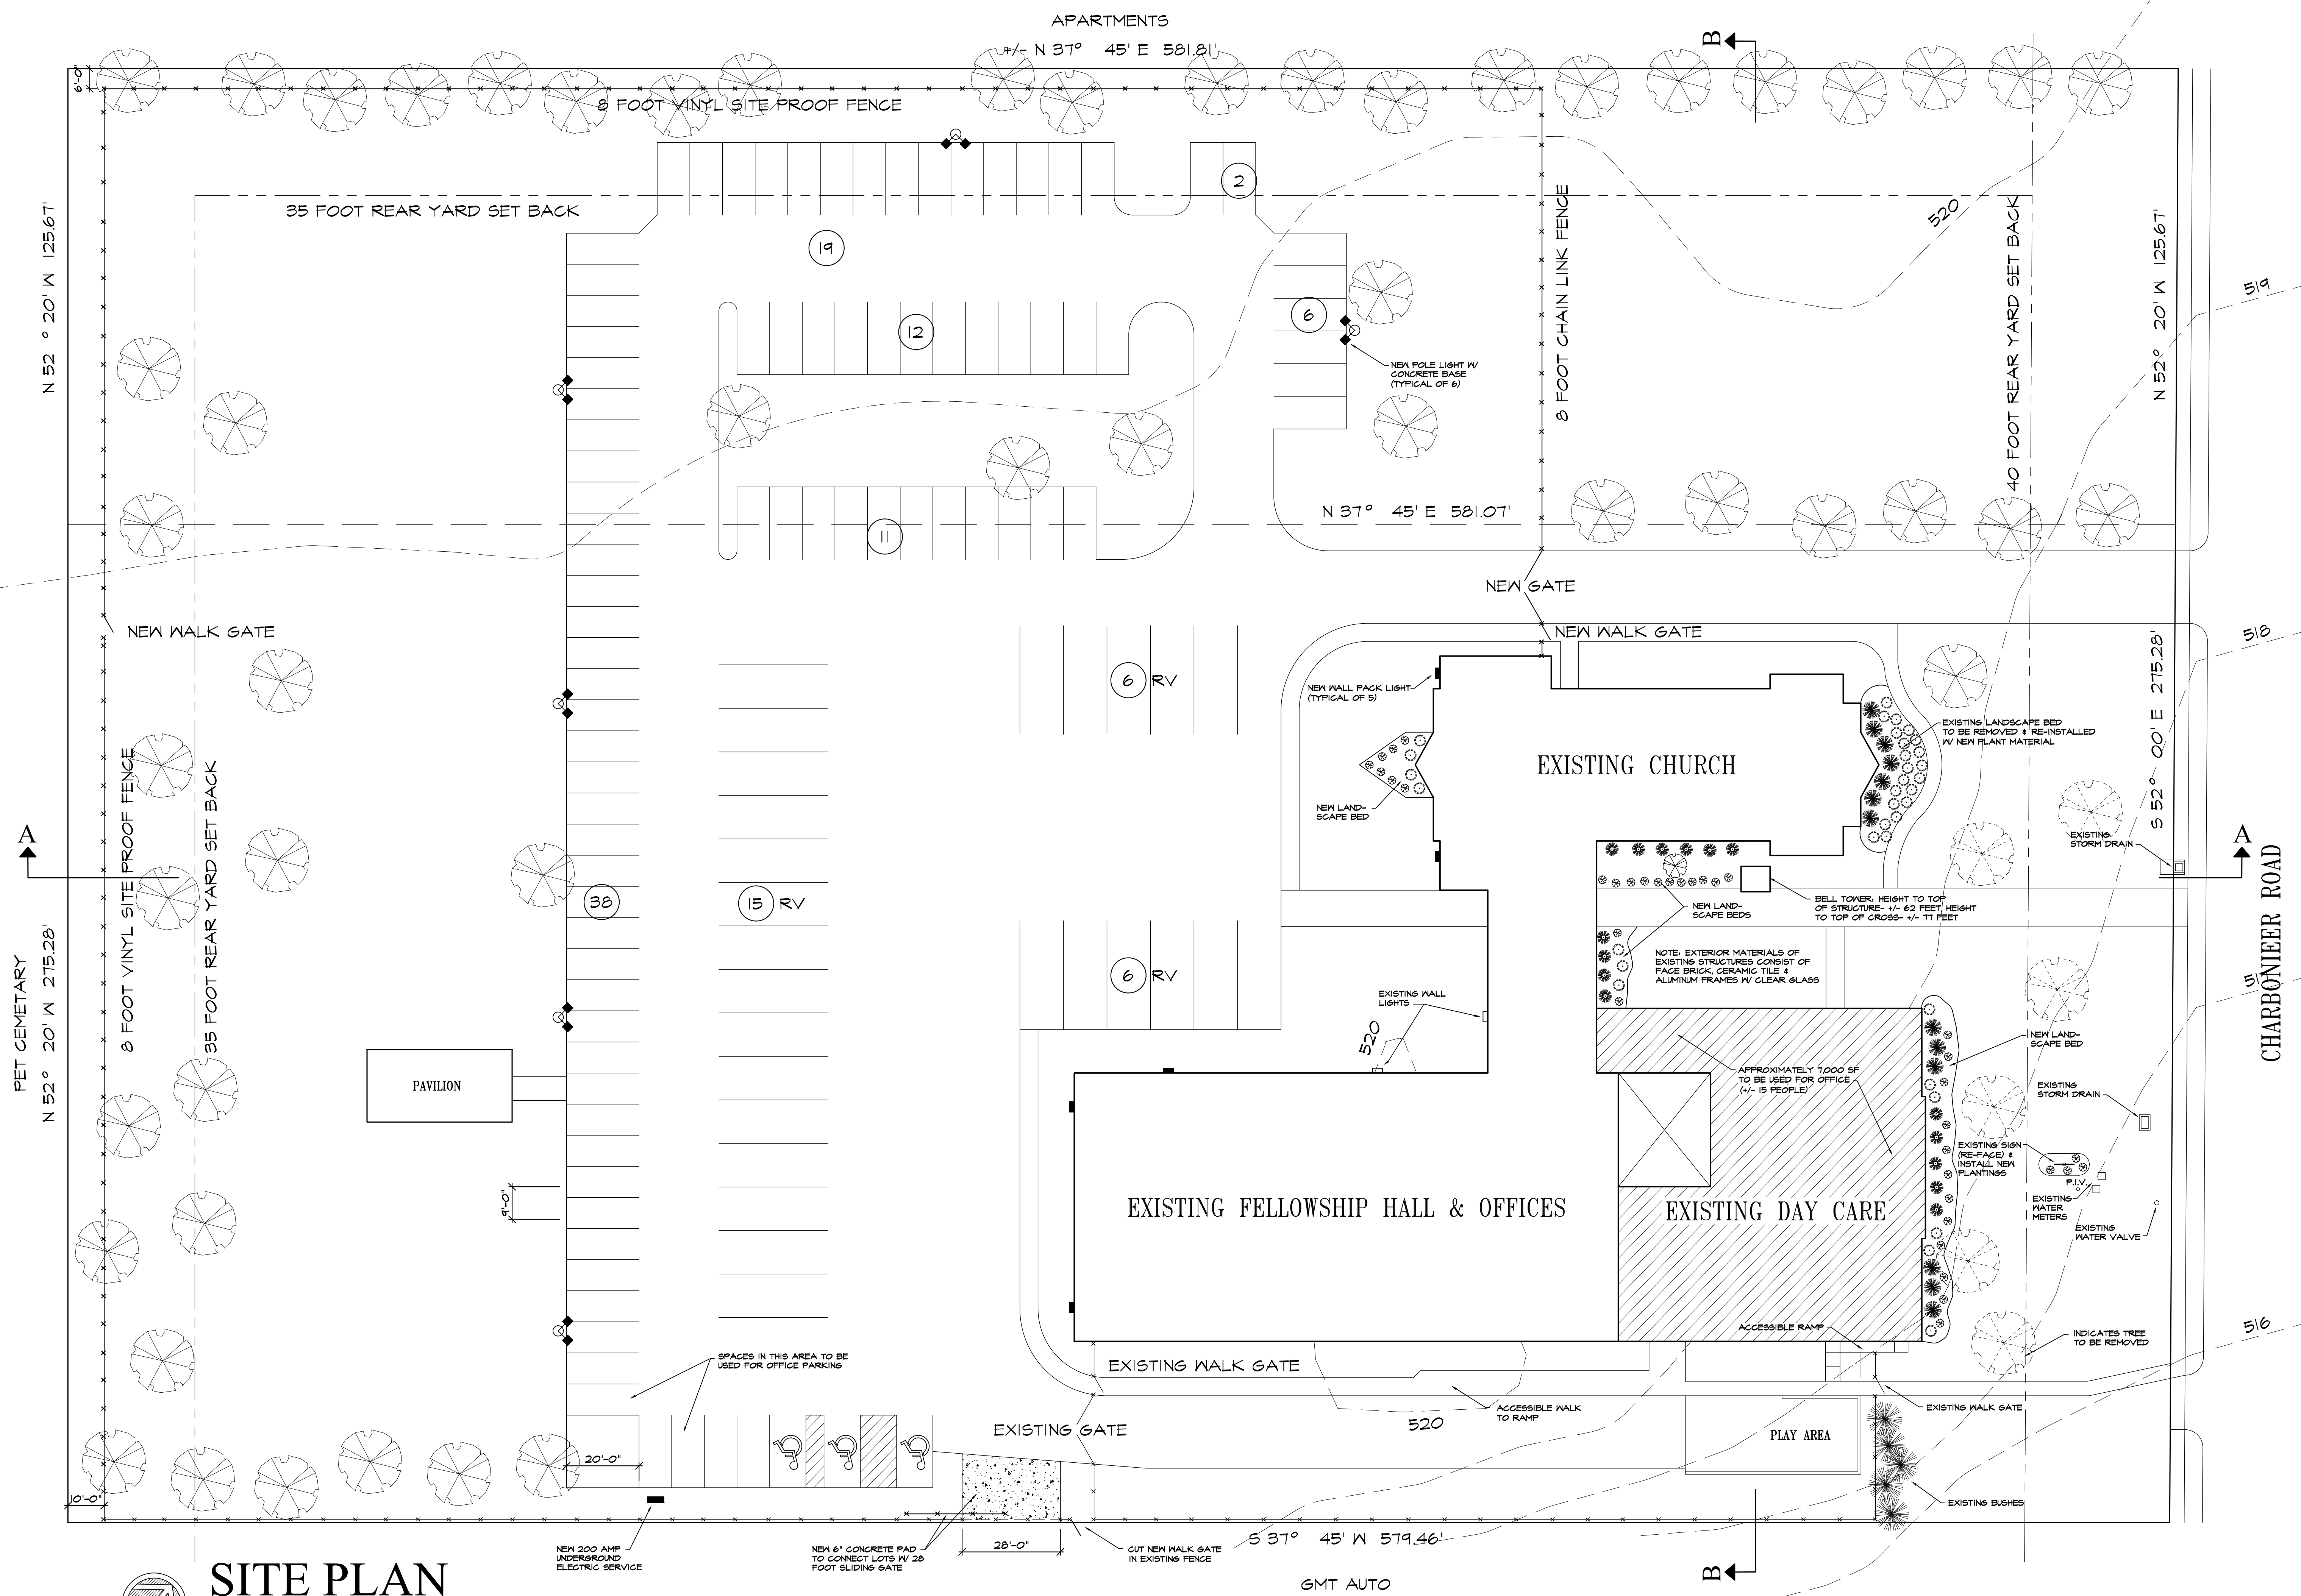 APARTMENTS
+/- N 37° 45' E 581.81'
B
6'-0"
8 FOOT VINYL SITE PROOF FENCE
2
35 FOOT REAR YARD SET BACK
19
520
N 52 ° 20' W 125.67'
8 FOOT CHAIN LINK FENCE
40 FOOT REAR YARD SET BACK
N 52° 20' W 125.67'
519
12
6
NEW POLE LIGHT W/
CONCRETE BASE
(TYPICAL OF 6)
N 37° 45' E 581.07'
11
NEW GATE
NEW WALK GATE
NEW WALK GATE
518
6 RV
NEW WALL PACK LIGHT
(TYPICAL OF 5)
S 52° 00' E 275.28'
EXISTING LANDSCAPE BED
TO BE REMOVED & RE-INSTALLED
W/ NEW PLANT MATERIAL
EXISTING CHURCH
NEW LAND-
SCAPE BED
8 FOOT VINYL SITE PROOF FENCE
35 FOOT REAR YARD SET BACK
A
EXISTING
STORM DRAIN
A
38
15 RV
NEW LAND-
SCAPE BEDS
BELL TOWER: HEIGHT TO TOP
OF STRUCTURE- +/- 62 FEET, HEIGHT
TO TOP OF CROSS- +/- 77 FEET
CHARBONIEER ROAD
PET CEMETARY
N 52° 20' W 275.28'
6 RV
NOTE: EXTERIOR MATERIALS OF
EXISTING STRUCTURES CONSIST OF
FACE BRICK, CERAMIC TILE &
ALUMINUM FRAMES W/ CLEAR GLASS
EXISTING WALL
LIGHTS
520
NEW LAND-
SCAPE BED
PAVILION
APPROXIMATELY 7,000 SF
TO BE USED FOR OFFICE
(+/- 15 PEOPLE)
EXISTING
STORM DRAIN
EXISTING SIGN
(RE-FACE) &
INSTALL NEW
PLANTINGS
P.I.V.
9'-0"
EXISTING
WATER
METERS
EXISTING FELLOWSHIP HALL & OFFICES
EXISTING DAY CARE
EXISTING
WATER VALVE
ACCESSIBLE RAMP
INDICATES TREE
TO BE REMOVED
516
SPACES IN THIS AREA TO BE
USED FOR OFFICE PARKING
EXISTING WALK GATE
ACCESSIBLE WALK
TO RAMP
EXISTING WALK GATE
520
EXISTING GATE
PLAY AREA
20'-0"
10'-0"
EXISTING BUSHES
S 37° 45' W 579.46'
NEW 200 AMP
UNDERGROUND
ELECTRIC SERVICE
NEW 6" CONCRETE PAD
TO CONNECT LOTS W/ 28
FOOT SLIDING GATE
28'-0"
CUT NEW WALK GATE
IN EXISTING FENCE
B
SITE PLAN
GMT AUTO